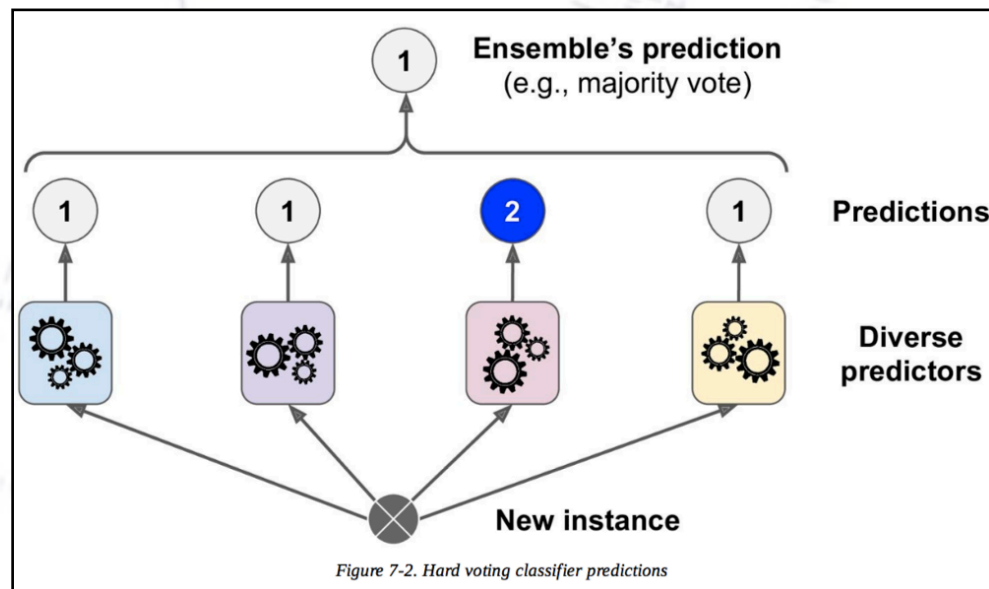 1
Ensemble's prediction
(e.g., majority vote)
1 1 2 1
Predictions
Diverse
predictors
New instance
Figure 7-2. Hard voting classifier predictions